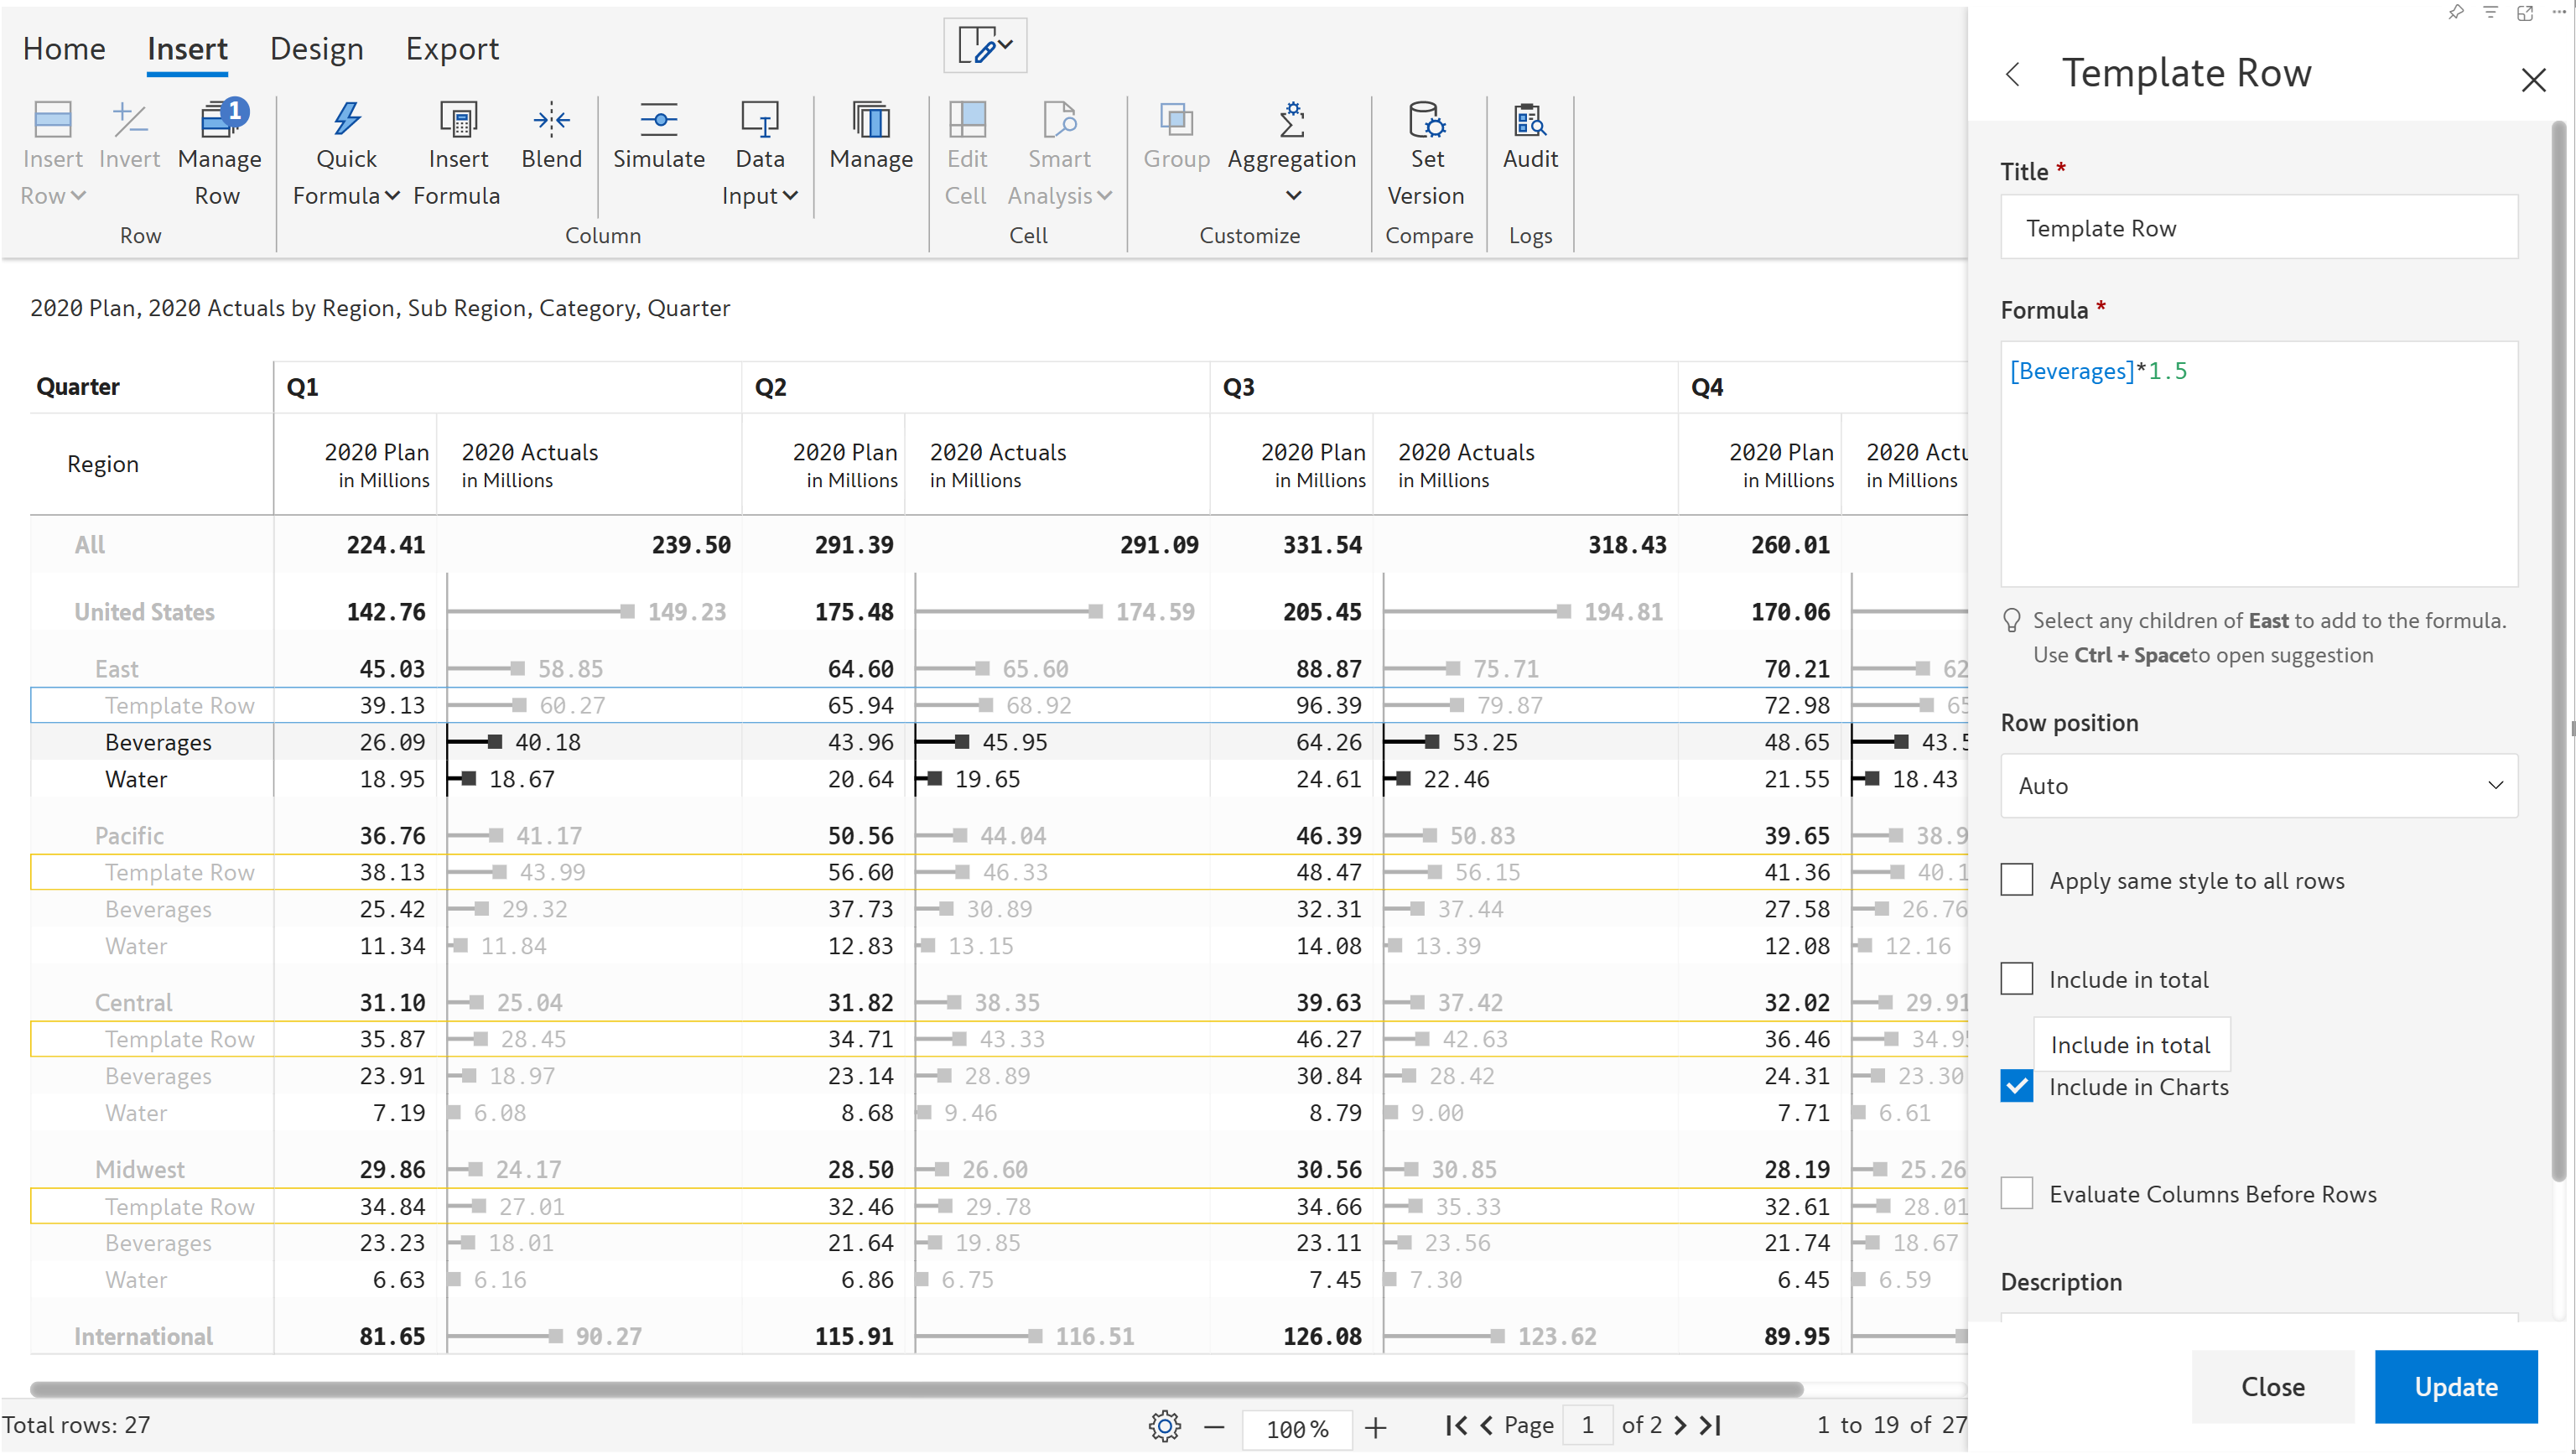 Home Insert Design Export
Insert Row
Invert
Manage Row
1
Quick Formula
Insert Formula
Blend
Simulate
Data Input
Manage
Edit Cell
Smart Analysis
Group
Aggregation
Set Version
Audit
Row Column Cell Customize Compare Logs
2020 Plan, 2020 Actuals by Region, Sub Region, Category, Quarter
Quarter Q1 Q2 Q3 Q4
Region 2020 Plan in Millions 2020 Actuals in Millions 2020 Plan in Millions 2020 Actuals in Millions 2020 Plan in Millions 2020 Actuals in Millions 2020 Plan in Millions 2020 Actu in Millions
All 224.41 239.50 291.39 291.09 331.54 318.43 260.01
United States 142.76 149.23 175.48 174.59 205.45 194.81 170.06
East 45.03 58.85 64.60 65.60 88.87 75.71 70.21 62
Template Row 39.13 60.27 65.94 68.92 96.39 79.87 72.98 65
Beverages 26.09 40.18 43.96 45.95 64.26 53.25 48.65 43.5
Water 18.95 18.67 20.64 19.65 24.61 22.46 21.55 18.43
Pacific 36.76 41.17 50.56 44.04 46.39 50.83 39.65 38.9
Template Row 38.13 43.99 56.60 46.33 48.47 56.15 41.36 40.1
Beverages 25.42 29.32 37.73 30.89 32.31 37.44 27.58 26.76
Water 11.34 11.84 12.83 13.15 14.08 13.39 12.08 12.16
Central 31.10 25.04 31.82 38.35 39.63 37.42 32.02 29.91
Template Row 35.87 28.45 34.71 43.33 46.27 42.63 36.46 34.9
Beverages 23.91 18.97 23.14 28.89 30.84 28.42 24.31 23.30
Water 7.19 6.08 8.68 9.46 8.79 9.00 7.71 6.61
Midwest 29.86 24.17 28.50 26.60 30.56 30.85 28.19 25.26
Template Row 34.84 27.01 32.46 29.78 34.66 35.33 32.61 28.01
Beverages 23.23 18.01 21.64 19.85 23.11 23.56 21.74 18.67
Water 6.63 6.16 6.86 6.75 7.45 7.30 6.45 6.59
International 81.65 90.27 115.91 116.51 126.08 123.62 89.95
Total rows: 27
100%
Page 1 of 2
1 to 19 of 27
Template Row
Title *
Template Row
Formula *
[Beverages]*1.5
Select any children of East to add to the formula.
Use Ctrl + Spaceto open suggestion
Row position
Auto
Apply same style to all rows
Include in total
Include in total
Include in Charts
Evaluate Columns Before Rows
Description
Close Update